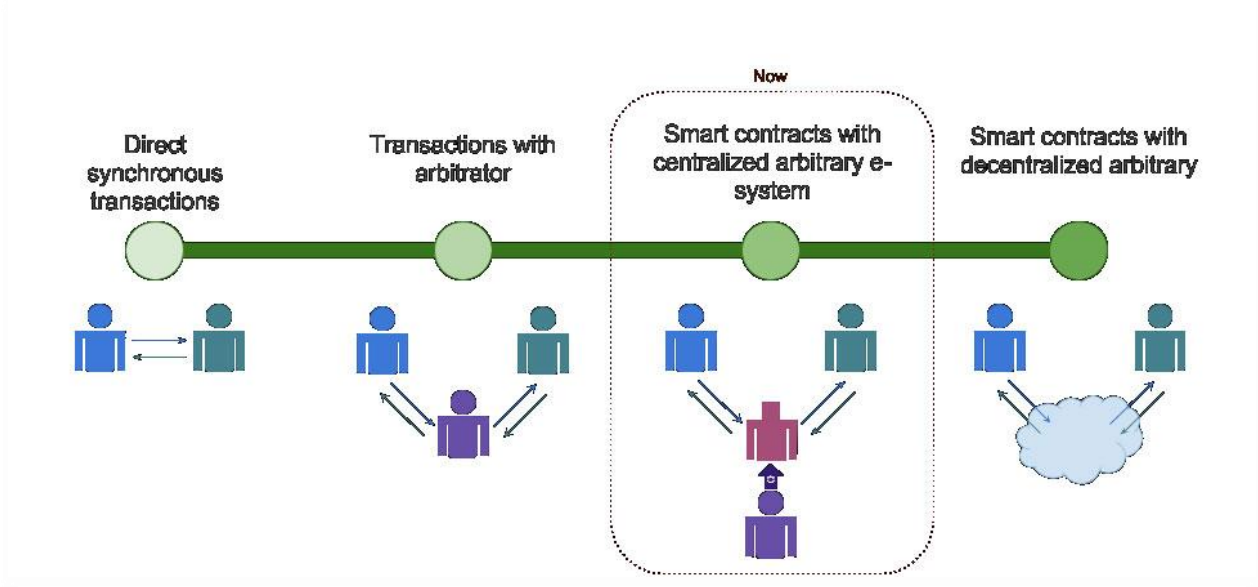 Now
Direct
synchronous
transactions
Transactions with
arbitrator
Smart contracts with
centralized arbitrary e-
system
Smart contracts with
decentralized arbitrary